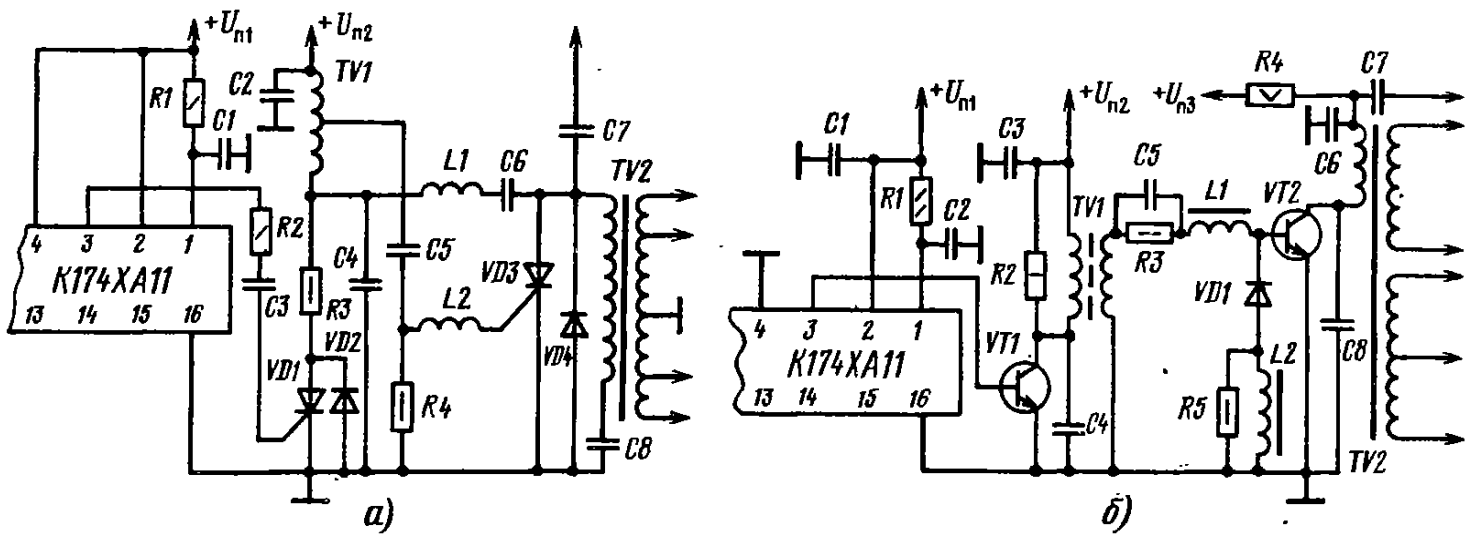 +Uп1
+Uп2
C2
TV1
R1
C1
C7
L1
C6
TV2
4 3 2 1
R2
К174ХА11
13 14 15 16
C3
R3
C4
C5
VD3
L2
VD4
VD1
VD2
R4
C8
а)
+Uп1
+Uп2
+Uп3
R4
C7
C1
C3
C6
C5
R1
TV1
L1
VT2
C2
R2
R3
4 3 2 1
VD1
К174ХА11
VT1
13 14 15 16
C8
L2
R5
C4
TV2
б)